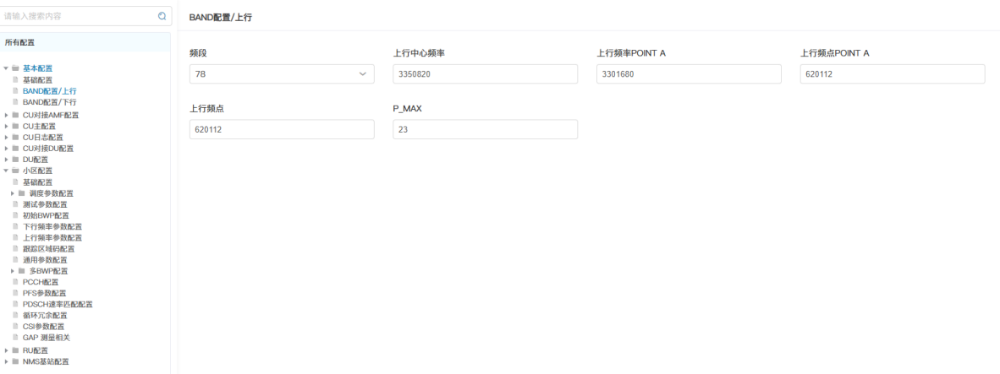 请输入搜索内容
所有配置
基本配置
基础配置
BAND配置/上行
BAND配置/下行
CU对接AMF配置
CU主配置
CU日志配置
CU对接DU配置
DU配置
小区配置
基础配置
调度参数配置
测试参数配置
初始BWP配置
下行频率参数配置
上行频率参数配置
跟踪区域码配置
通用参数配置
多BWP配置
PCCH配置
PFS参数配置
PDSCH速率匹配配置
循环冗余配置
CSI参数配置
GAP 测量相关
RU配置
NMS基站配置
BAND配置/上行
频段 上行中心频率 上行频率POINT A 上行频点POINT A
78 3350820 3301680 620112
上行频点 P_MAX
620112 23